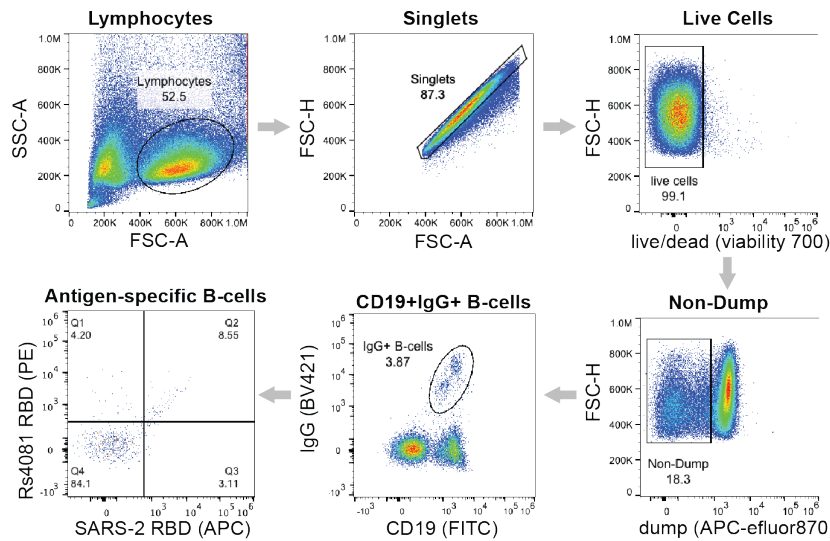 Lymphocytes
SSC-A
1.0M
800K
600K
400K
200K
0
Lymphocytes
52.5
0 200K 400K 600K 800K 1.0M
FSC-A
Singlets
FSC-H
1.0M
800K
600K
400K
200K
0
Singlets
87.3
0 200K 400K 600K 800K 1.0M
FSC-A
Live Cells
FSC-H
1.0M
800K
600K
400K
200K
0
live cells
99.1
0 10³ 10⁴ 10⁵ 10⁶
live/dead (viability 700)
Antigen-specific B-cells
Rs4081 RBD (PE)
10⁶
10⁵
10⁴
10³
0
-10³
Q1
4.20
Q2
8.55
Q4
84.1
Q3
3.11
0 10³ 10⁴ 10⁵ 10⁶
SARS-2 RBD (APC)
CD19+IgG+ B-cells
IgG (BV421)
10⁶
10⁵
10⁴
10³
0
-10³
IgG+ B-cells
3.87
-10³ 0 10³ 10⁴ 10⁵ 10⁶
CD19 (FITC)
Non-Dump
FSC-H
1.0M
800K
600K
400K
200K
0
Non-Dump
18.3
0 10³ 10⁴ 10⁵ 10⁶
dump (APC-efluor870